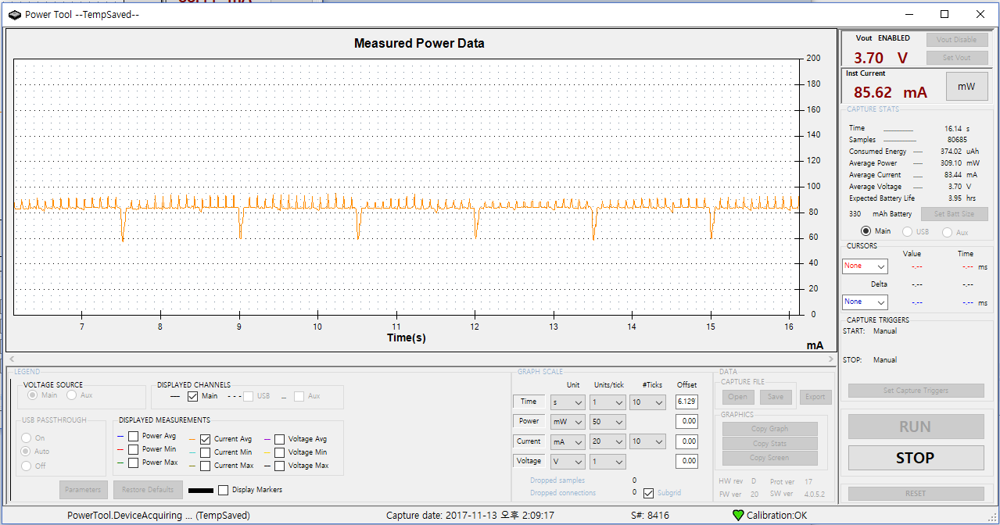 Power Tool --TempSaved--
Measured Power Data
200
180
160
140
120
100
80
60
40
20
0
7 8 9 10 11 12 13 14 15 16
Time(s)
mA
Vout ENABLED
Vout Disable
3.70 V
Set Vout
Inst Current
85.62 mA
mW
CAPTURE STATS
Time 16.14 s
Samples 80685
Consumed Energy 374.02 uAh
Average Power 309.10 mW
Average Current 83.44 mA
Average Voltage 3.70 V
Expected Battery Life 3.95 hrs
330 mAh Battery Set Batt Size
Main USB Aux
CURSORS
Value Time
None -.-- -.-- ms
Delta -.-- -.--
None -.-- -.-- ms
CAPTURE TRIGGERS
START: Manual
STOP: Manual
Set Capture Triggers
RUN
STOP
RESET
LEGEND
VOLTAGE SOURCE
Main Aux
DISPLAYED CHANNELS
Main USB Aux
USB PASSTHROUGH
On
Auto
Off
DISPLAYED MEASUREMENTS
Power Avg Current Avg Voltage Avg
Power Min Current Min Voltage Min
Power Max Current Max Voltage Max
Parameters Restore Defaults Display Markers
GRAPH SCALE
Unit Units/tick #Ticks Offset
Time s 1 10 6.129
Power mW 50 0.00
Current mA 20 10 0.00
Voltage V 1 0.00
Dropped samples 0
Dropped connections 0 Subgrid
DATA
CAPTURE FILE
Open Save Export
GRAPHICS
Copy Graph
Copy Stats
Copy Screen
HW rev D Prot ver 17
FW ver 20 SW ver 4.0.5.2
PowerTool.DeviceAcquiring ... (TempSaved) Capture date: 2017-11-13 오후 2:09:17 S#: 8416 Calibration:OK